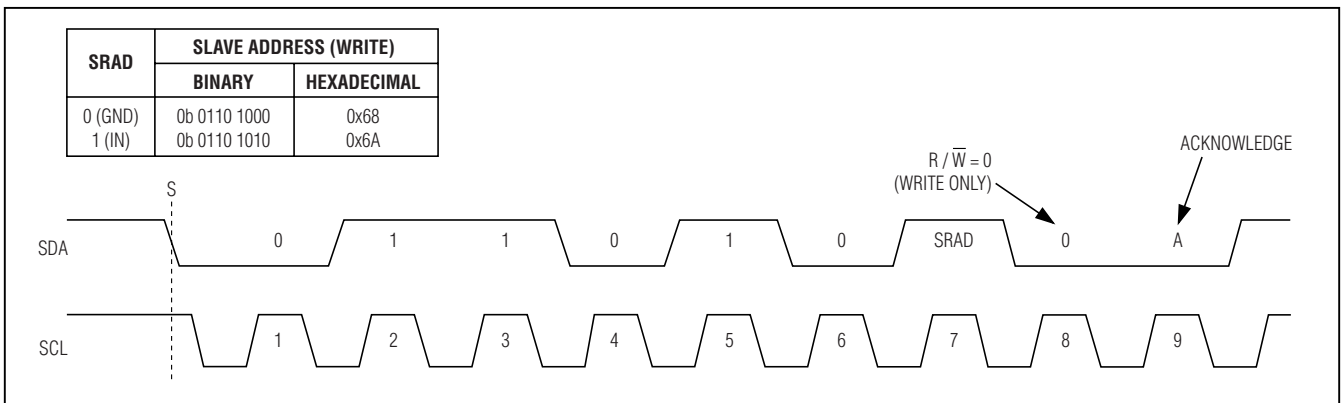 SRAD SLAVE ADDRESS (WRITE)
BINARY HEXADECIMAL
0 (GND) 0b 0110 1000 0x68
1 (IN) 0b 0110 1010 0x6A
ACKNOWLEDGE
R / W̅ = 0
(WRITE ONLY)
S
SDA 0 1 1 0 1 0 SRAD 0 A
SCL 1 2 3 4 5 6 7 8 9